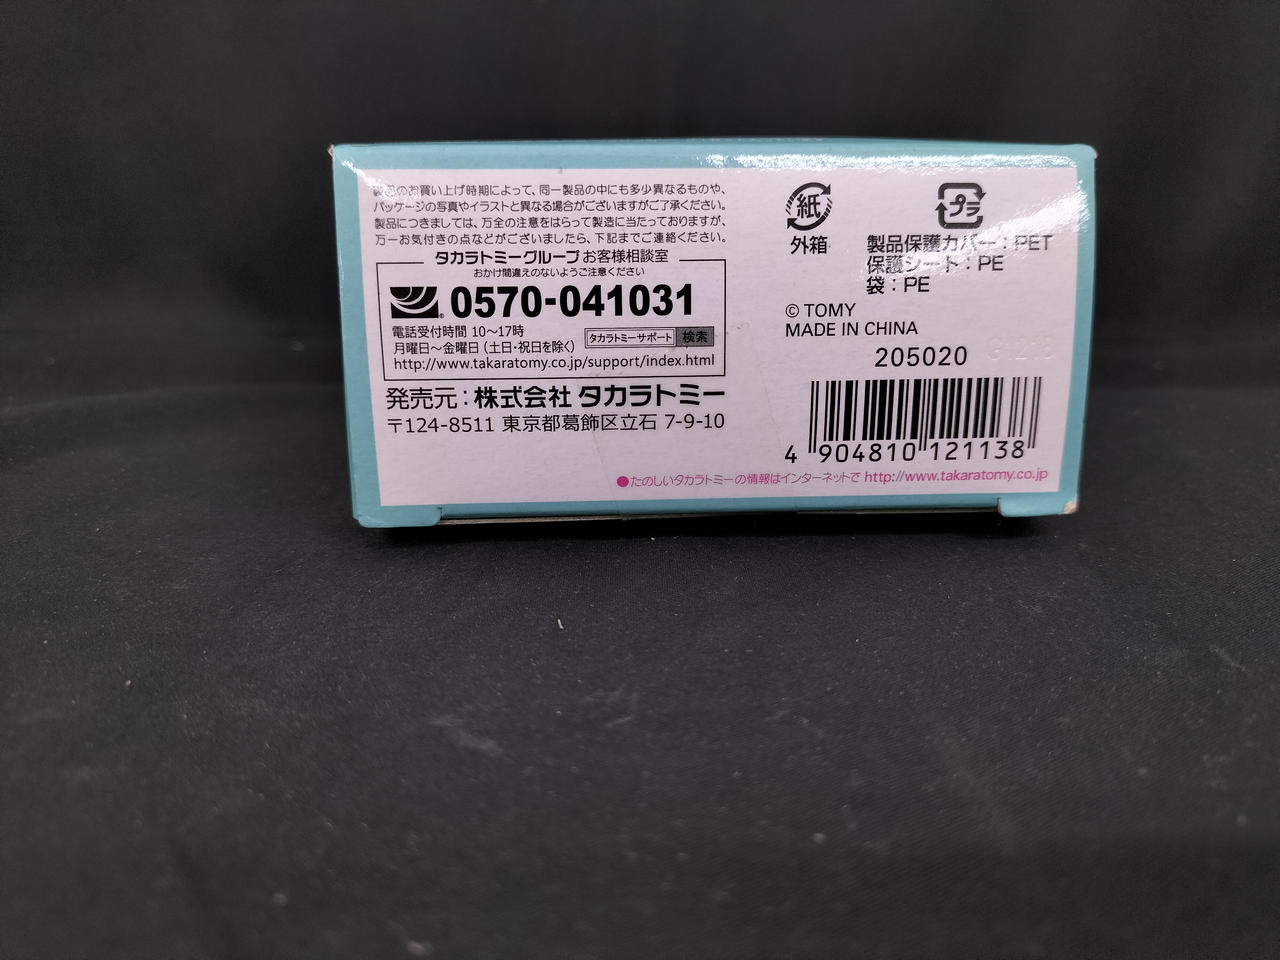 製品のお買い上げ時期によって、同一製品の中にも多少異なるものや、
パッケージの写真やイラストと異なる場合がございますがご了承ください。
製品につきましては、万全の注意をはらって製造に当たっておりますが、
万一お気付きの点などがございましたら、下記までご連絡ください。
タカラトミーグループ お客様相談室
おかけ間違えのないようご注意ください
0570-041031
電話受付時間 10〜17時
月曜日〜金曜日(土日・祝日を除く)
タカラトミーサポート 検索
http://www.takaratomy.co.jp/support/index.html
発売元:株式会社 タカラトミー
〒124-8511 東京都葛飾区立石 7-9-10
紙
外箱
プラ
製品保護カバー:PET
保護シート:PE
袋:PE
© TOMY
MADE IN CHINA
205020
4 904810 121138
●たのしいタカラトミーの情報はインターネットで http://www.takaratomy.co.jp